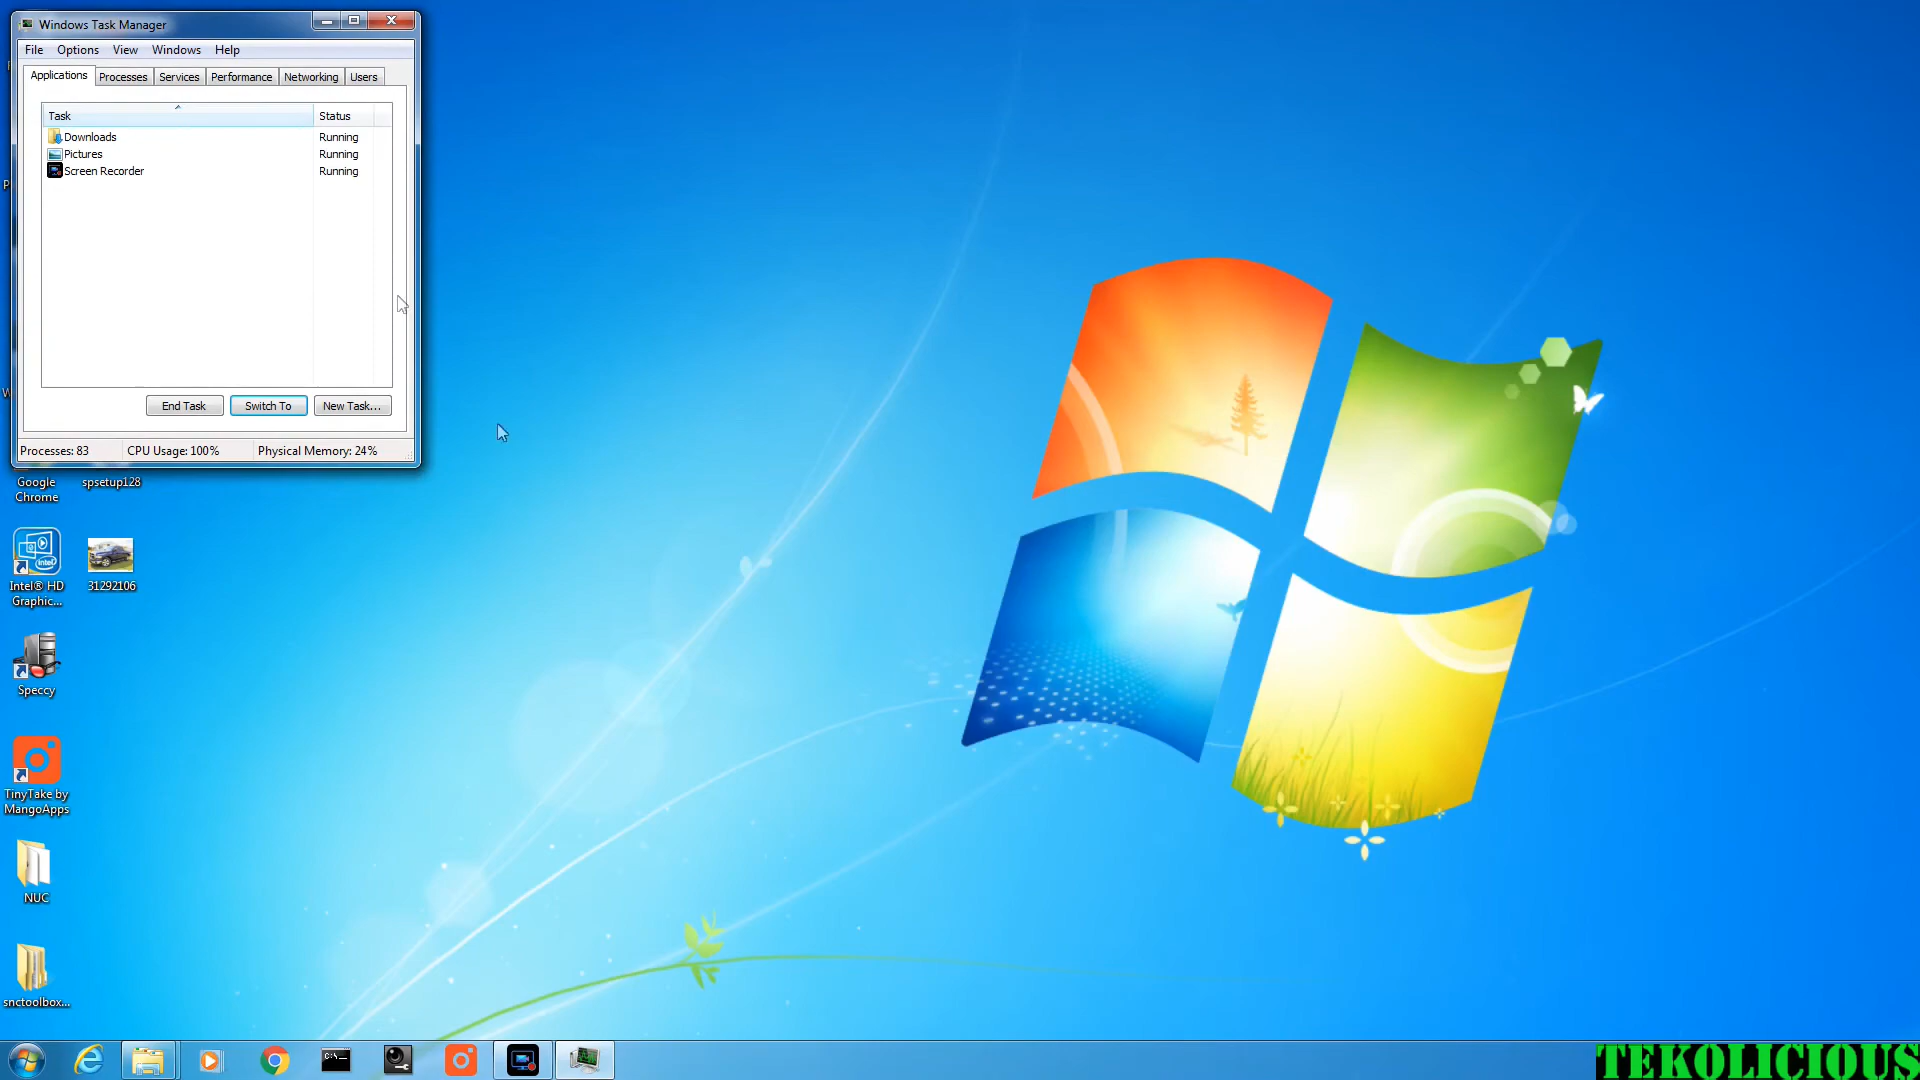 Windows Task Manager
File Options View Windows Help
Applications Processes Services Performance Networking Users
Task Status
Downloads Running
Pictures Running
Screen Recorder Running
End Task Switch To New Task...
Processes: 83 CPU Usage: 100% Physical Memory: 24%
Google
Chrome
spsetup128
intel
Intel® HD
Graphic...
31292106
Speccy
TinyTake by
MangoApps
NUC
snctoolbox...
C:\
TEKOLICIOUS